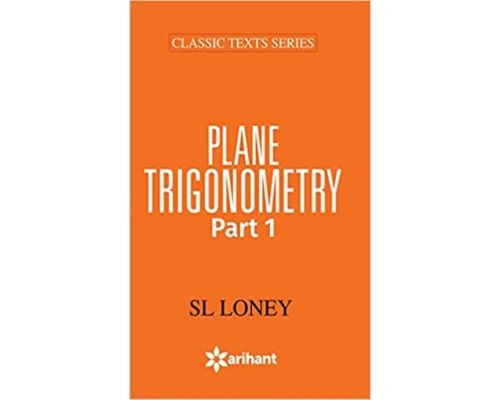 CLASSIC TEXTS SERIES
PLANE
TRIGONOMETRY
Part 1
SL LONEY
arihant